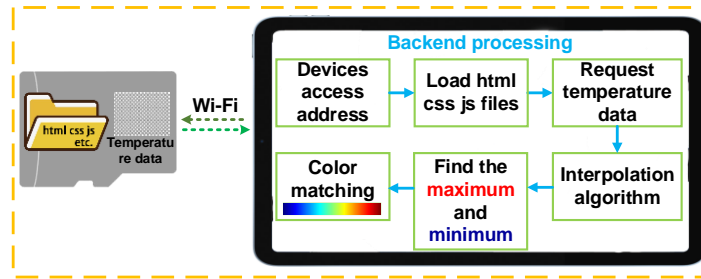 Backend processing
html css js
etc.
Temperatu
re data
Wi-Fi
Devices
access
address
Load html
css js files
Request
temperature
data
Color
matching
Find the
maximum
and
minimum
Interpolation
algorithm